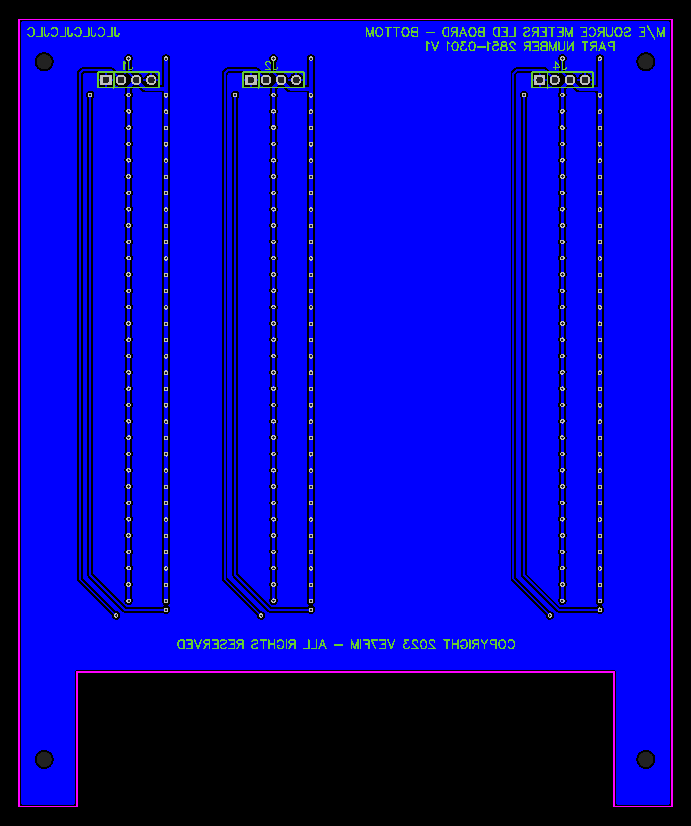 M/E SOURCE METERS LED BOARD - BOTTOM
PART NUMBER 2851-0301 V1
JLCJLCJLCJLC
J1
J2
J4
COPYRIGHT 2023 VE7FIM - ALL RIGHTS RESERVED